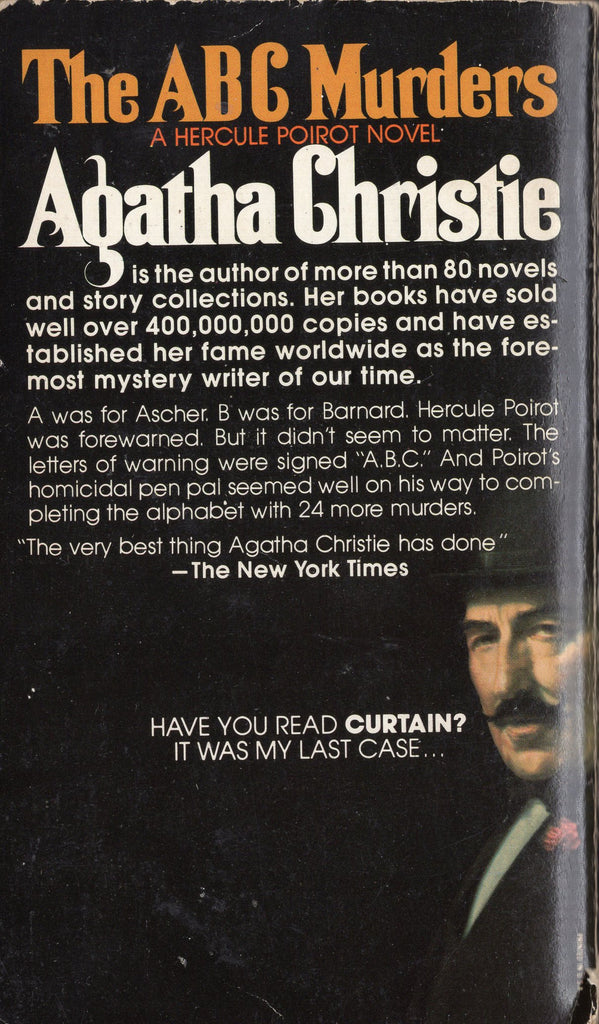 The ABC Murders
A HERCULE POIROT NOVEL
Agatha Christie
is the author of more than 80 novels
and story collections. Her books have sold
well over 400,000,000 copies and have es-
tablished her fame worldwide as the fore-
most mystery writer of our time.
A was for Ascher. B was for Barnard. Hercule Poirot
was forewarned. But it didn't seem to matter. The
letters of warning were signed "A.B.C." And Poirot's
homicidal pen pal seemed well on his way to com-
pleting the alphabet with 24 more murders.
"The very best thing Agatha Christie has done"
—The New York Times
HAVE YOU READ CURTAIN?
IT WAS MY LAST CASE...